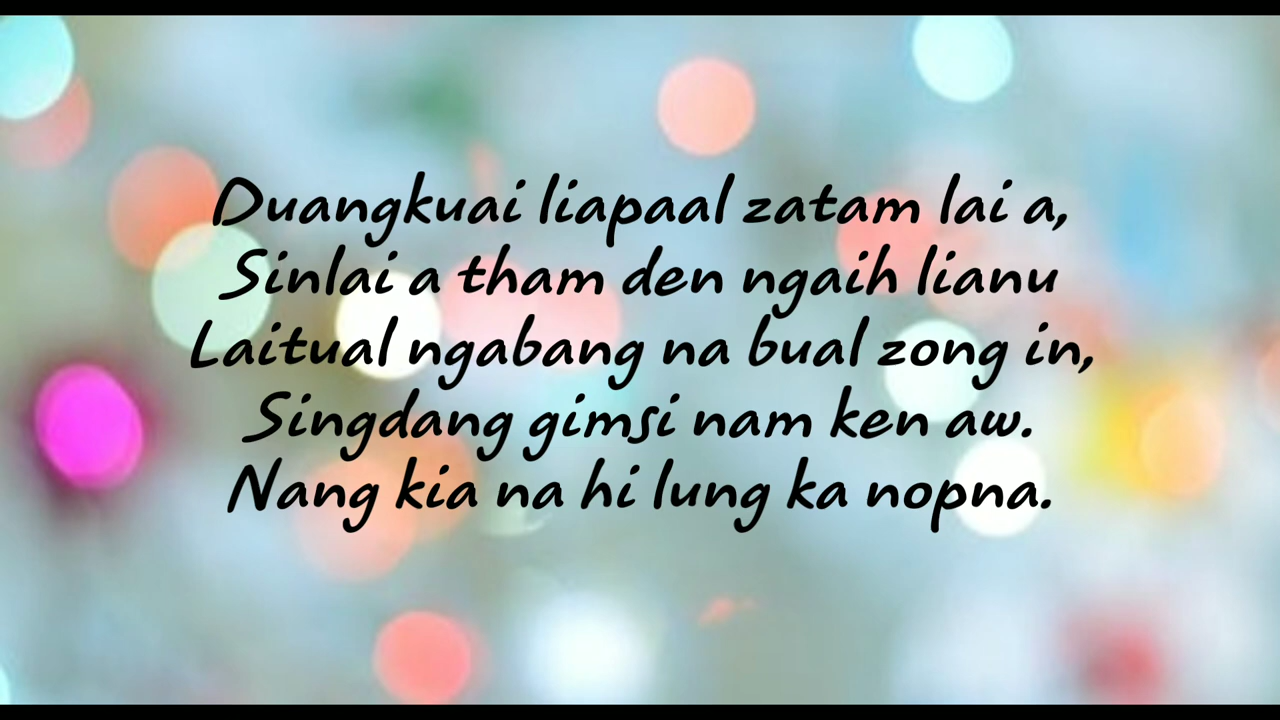 Duangkuai liapaal zatam lai a,
Sinlai a tham den ngaih lianu
Laitual ngabang na bual zong in,
Singdang gimsi nam ken aw.
Nang kia na hi lung ka nopna.